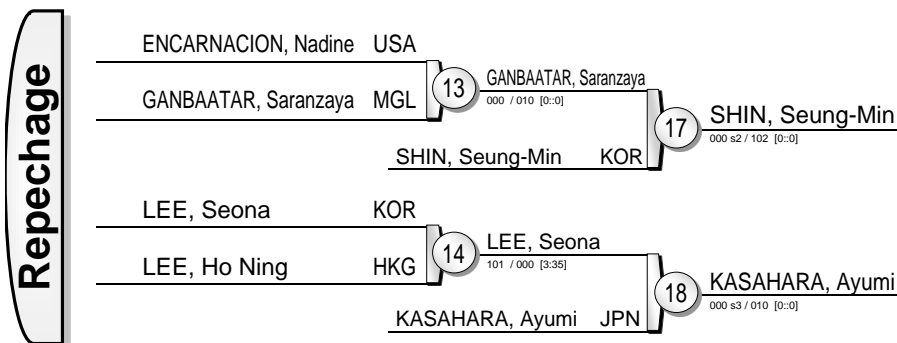 Repechage
ENCARNACION, Nadine USA
GANBAATAR, Saranzaya MGL
13
GANBAATAR, Saranzaya
000 / 010 [0::0]
SHIN, Seung-Min KOR
17
SHIN, Seung-Min
000 s2 / 102 [0::0]
LEE, Seona KOR
LEE, Ho Ning HKG
14
LEE, Seona
101 / 000 [3:35]
KASAHARA, Ayumi JPN
18
KASAHARA, Ayumi
000 s3 / 010 [0::0]